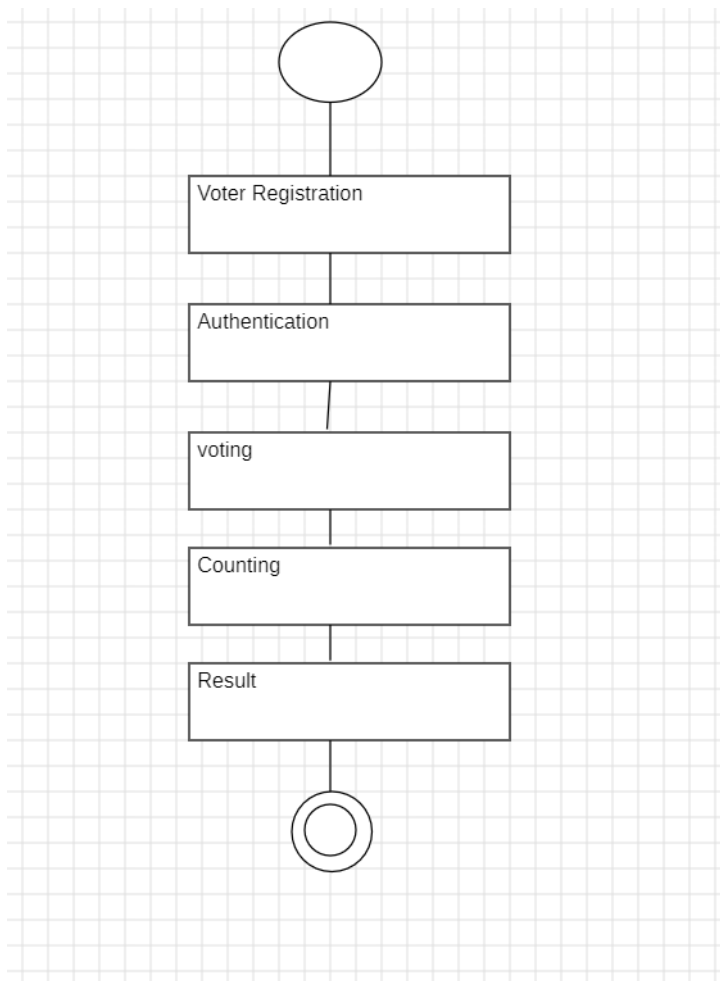 Voter Registration
Authentication
voting
Counting
Result